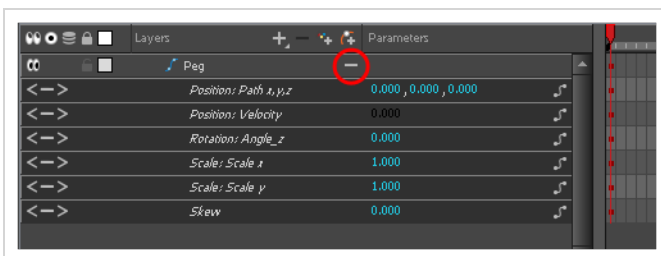 Layers Parameters
Peg
Position: Path x,y,z 0.000 , 0.000 , 0.000
Position: Velocity 0.000
Rotation: Angle_z 0.000
Scale: Scale x 1.000
Scale: Scale y 1.000
Skew 0.000